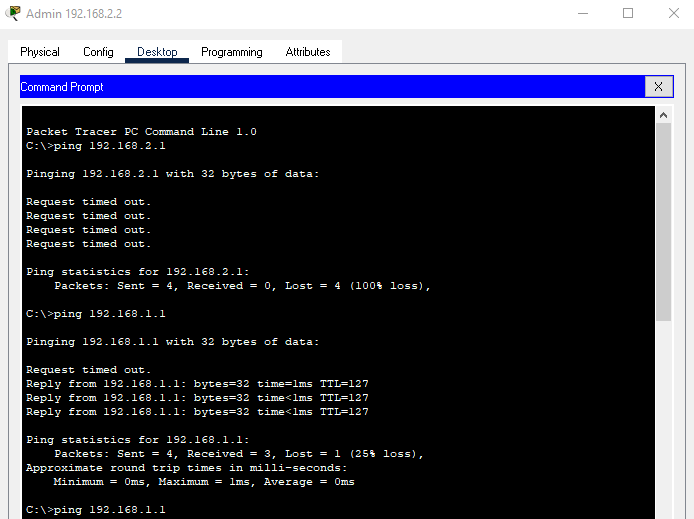 Admin 192.168.2.2
Physical Config Desktop Programming Attributes
Command Prompt
X
Packet Tracer PC Command Line 1.0
C:\>ping 192.168.2.1
Pinging 192.168.2.1 with 32 bytes of data:
Request timed out.
Request timed out.
Request timed out.
Request timed out.
Ping statistics for 192.168.2.1:
Packets: Sent = 4, Received = 0, Lost = 4 (100% loss),
C:\>ping 192.168.1.1
Pinging 192.168.1.1 with 32 bytes of data:
Request timed out.
Reply from 192.168.1.1: bytes=32 time=1ms TTL=127
Reply from 192.168.1.1: bytes=32 time<1ms TTL=127
Reply from 192.168.1.1: bytes=32 time<1ms TTL=127
Ping statistics for 192.168.1.1:
Packets: Sent = 4, Received = 3, Lost = 1 (25% loss),
Approximate round trip times in milli-seconds:
Minimum = 0ms, Maximum = 1ms, Average = 0ms
C:\>ping 192.168.1.1